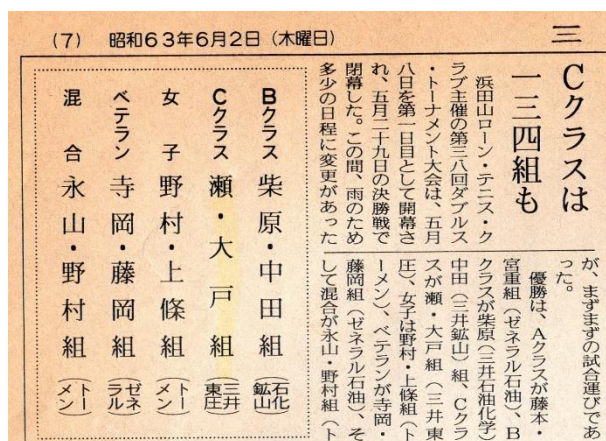 (7) 昭和63年6月2日(木曜日)
三
Cクラスは
一三四組も
浜田山ローン・テニス・ク
ラブ主催の第三八回ダブルス
・トーナメント大会は、五月
八日を第一日目として開幕さ
れ、五月二十九日の決勝戦で
閉幕した。この間、雨のため
多少の日程に変更があった
が、まずまずの試合運びであ
った。
優勝は、Aクラスが藤本・
宮重組(ゼネラル石油)、B
クラスが柴原(三井石油化学)
中田(三井鉱山)組、Cクラ
スが瀬・大戸組(三井東
圧)、女子は野村・上條組(ト
ーメン)、ベテランが寺岡・
藤岡組(ゼネラル石油)、そ
して混合が永山・野村組(ト
Bクラス 柴原・中田組(石化鉱山)
Cクラス 瀬・大戸組(三井東圧)
女子 野村・上條組(トーメン)
ベテラン 寺岡・藤岡組(ゼネラル)
混合 永山・野村組(トーメン)